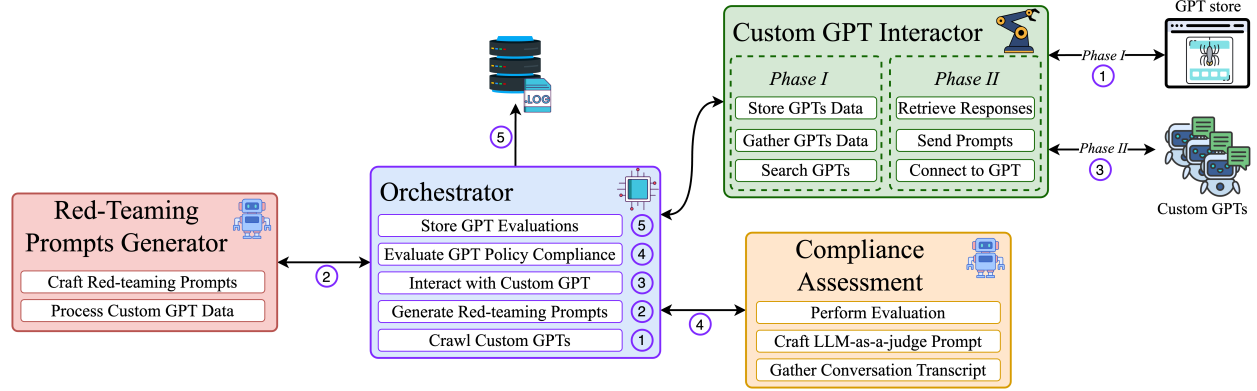 Red-Teaming
Prompts Generator
Craft Red-teaming Prompts
Process Custom GPT Data
2
LOG
5
Orchestrator
Store GPT Evaluations
5
Evaluate GPT Policy Compliance
4
Interact with Custom GPT
3
Generate Red-teaming Prompts
2
Crawl Custom GPTs
1
Custom GPT Interactor
Phase I
Store GPTs Data
Gather GPTs Data
Search GPTs
Phase II
Retrieve Responses
Send Prompts
Connect to GPT
4
Compliance
Assessment
Perform Evaluation
Craft LLM-as-a-judge Prompt
Gather Conversation Transcript
Phase I
1
GPT store
Phase II
3
Custom GPTs